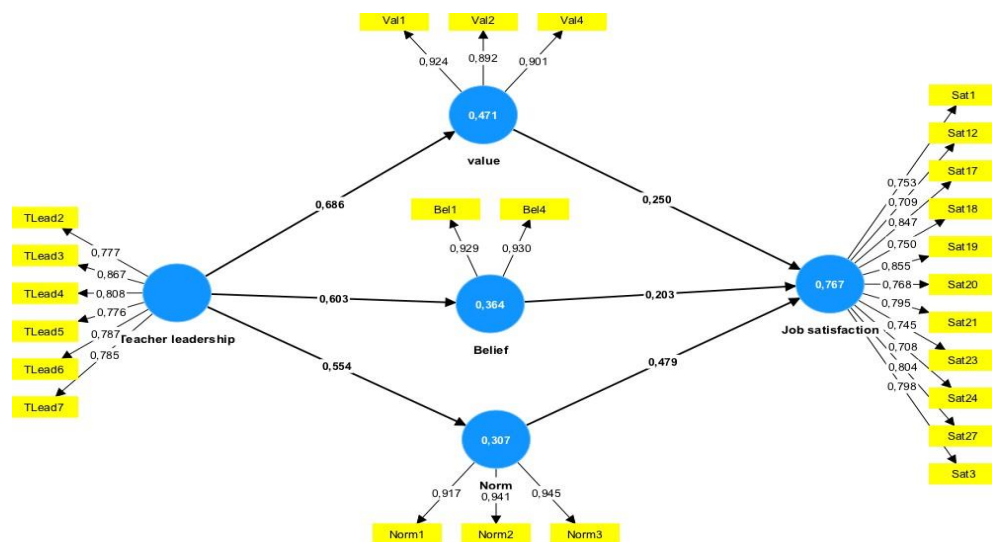 Val1
Val2
Val4
0,924
0,892
0,901
0,471
value
0,686
0,250
TLead2
TLead3
TLead4
TLead5
TLead6
TLead7
0,777
0,867
0,808
0,776
0,787
0,785
Teacher leadership
Bel1
Bel4
0,929
0,930
0,603
0,364
0,203
Belief
0,554
0,479
0,307
Norm
0,917
0,941
0,945
Norm1
Norm2
Norm3
0,767
Job satisfaction
0,753
0,709
0,847
0,750
0,855
0,768
0,795
0,745
0,708
0,804
0,798
Sat1
Sat12
Sat17
Sat18
Sat19
Sat20
Sat21
Sat23
Sat24
Sat27
Sat3